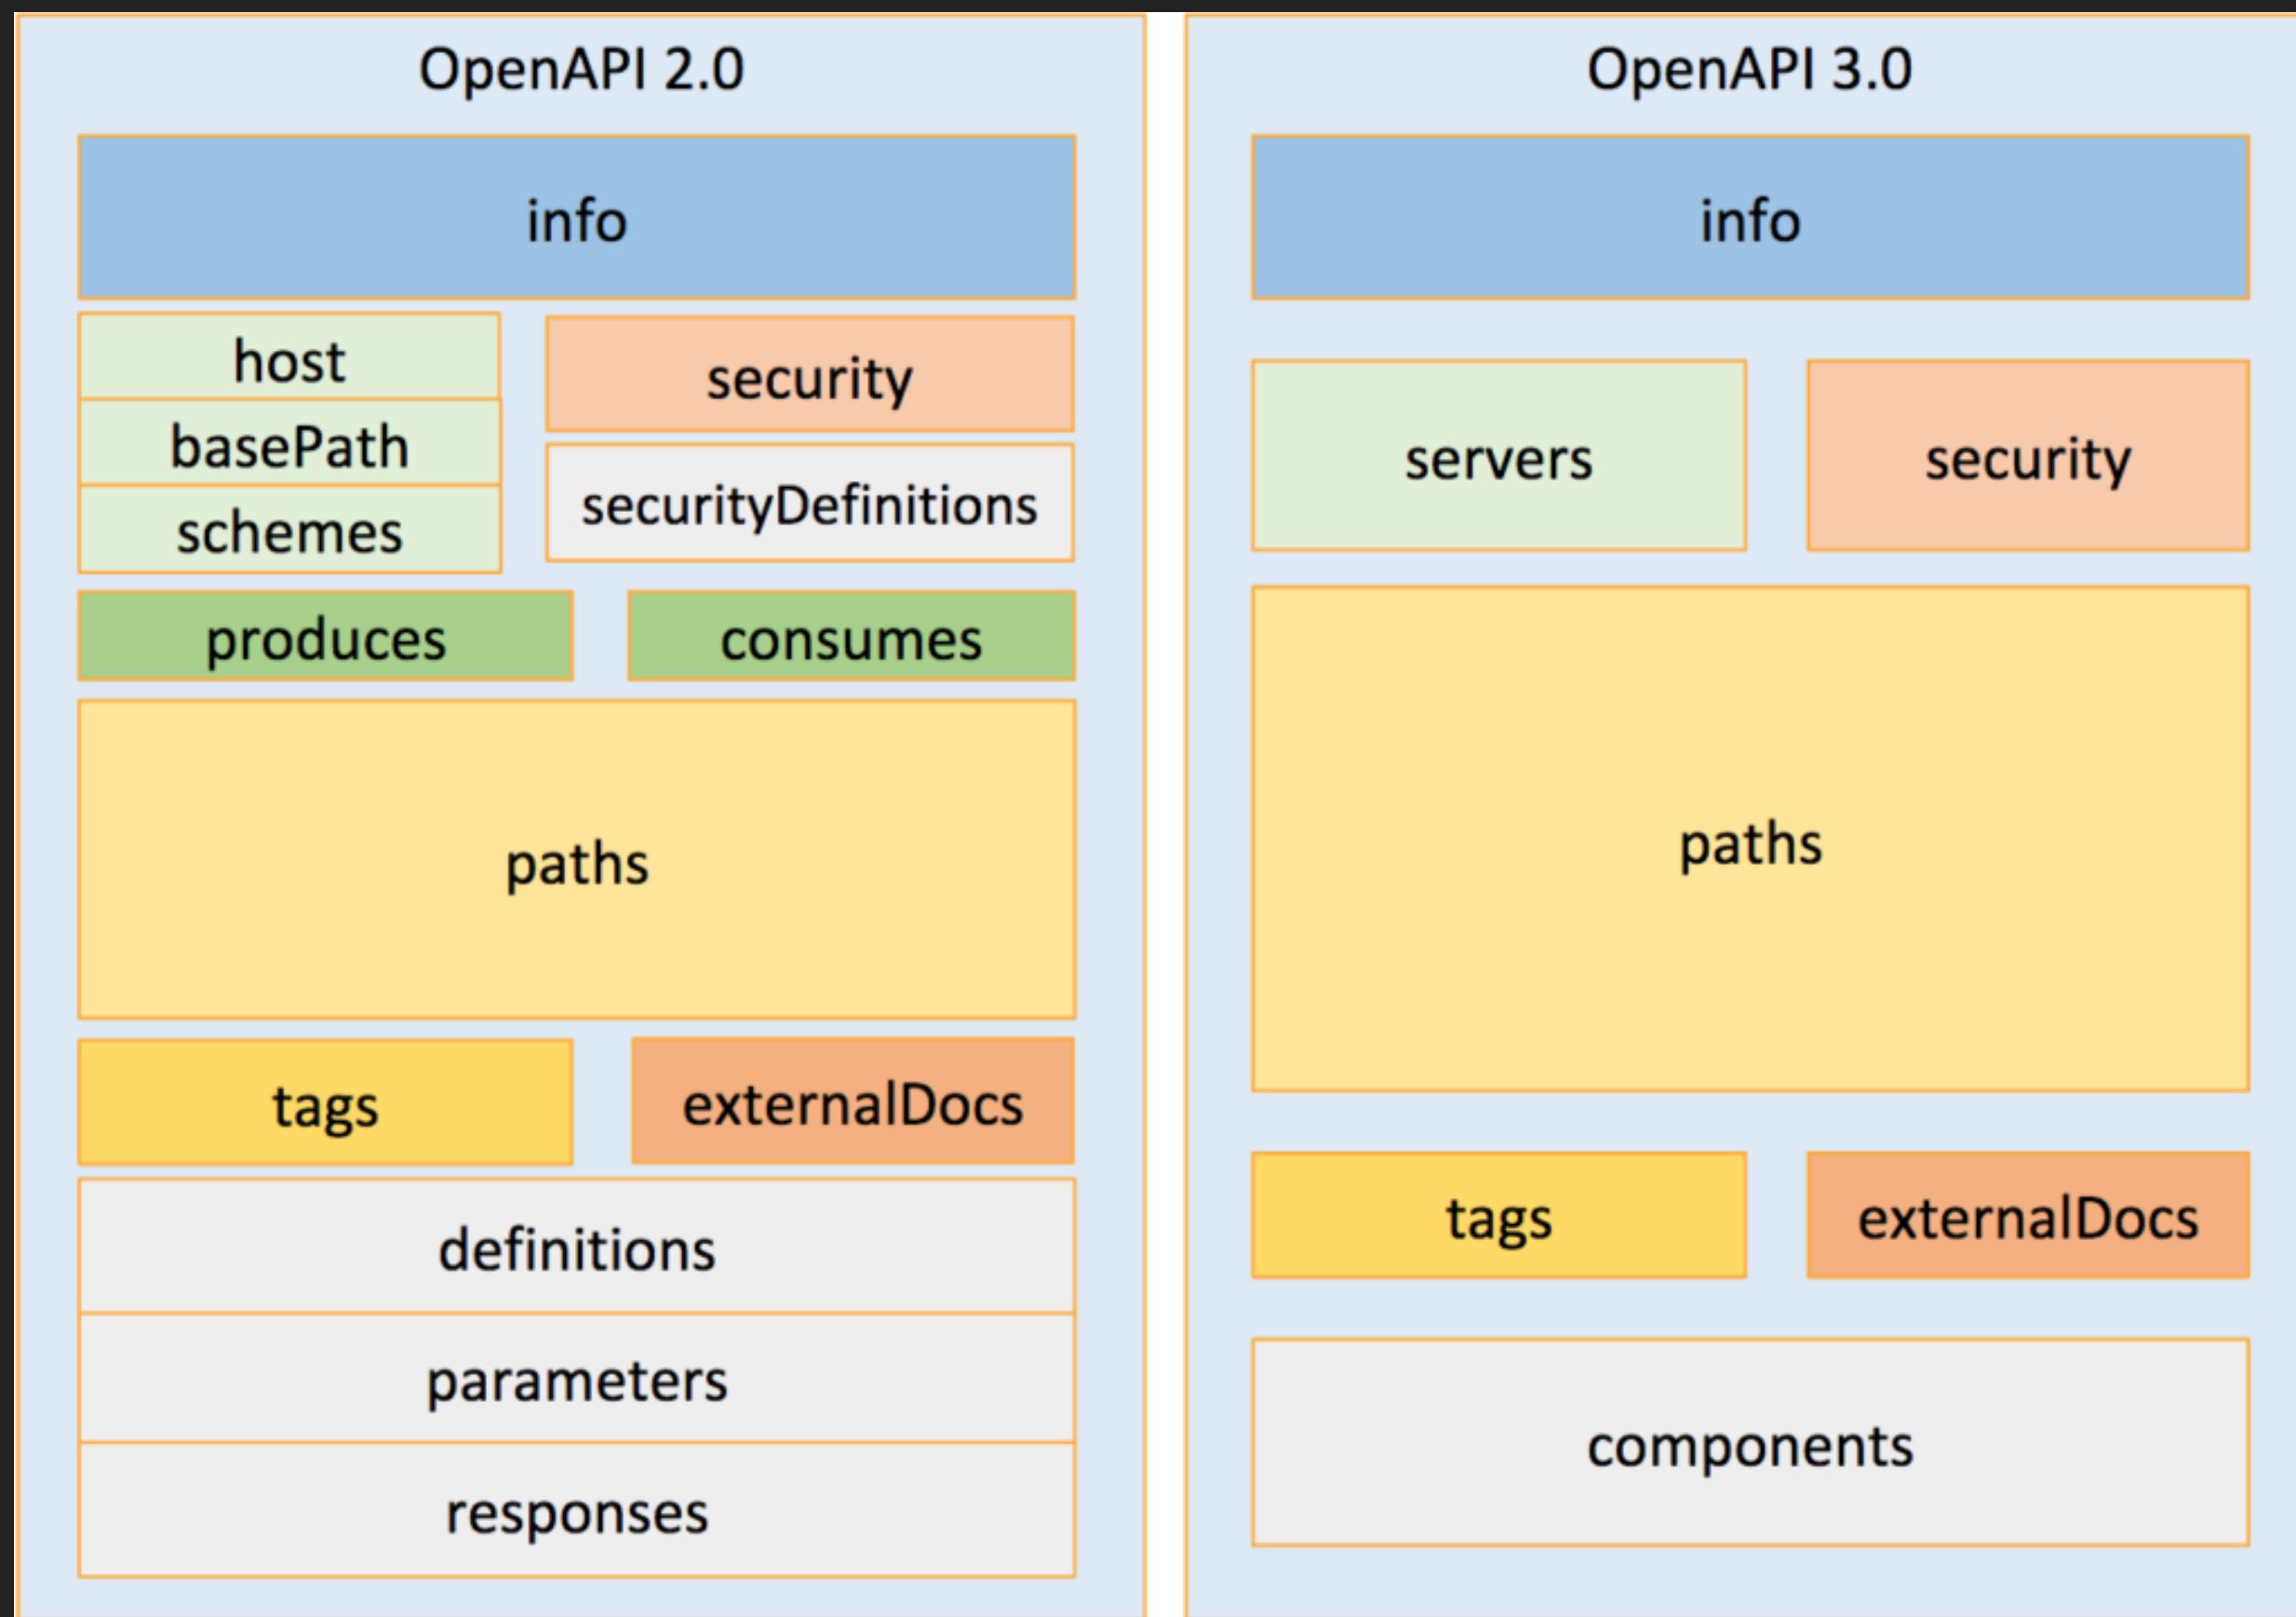 OpenAPI 2.0
info
host
basePath
schemes
security
securityDefinitions
produces
consumes
paths
tags
externalDocs
definitions
parameters
responses
OpenAPI 3.0
info
servers
security
paths
tags
externalDocs
components